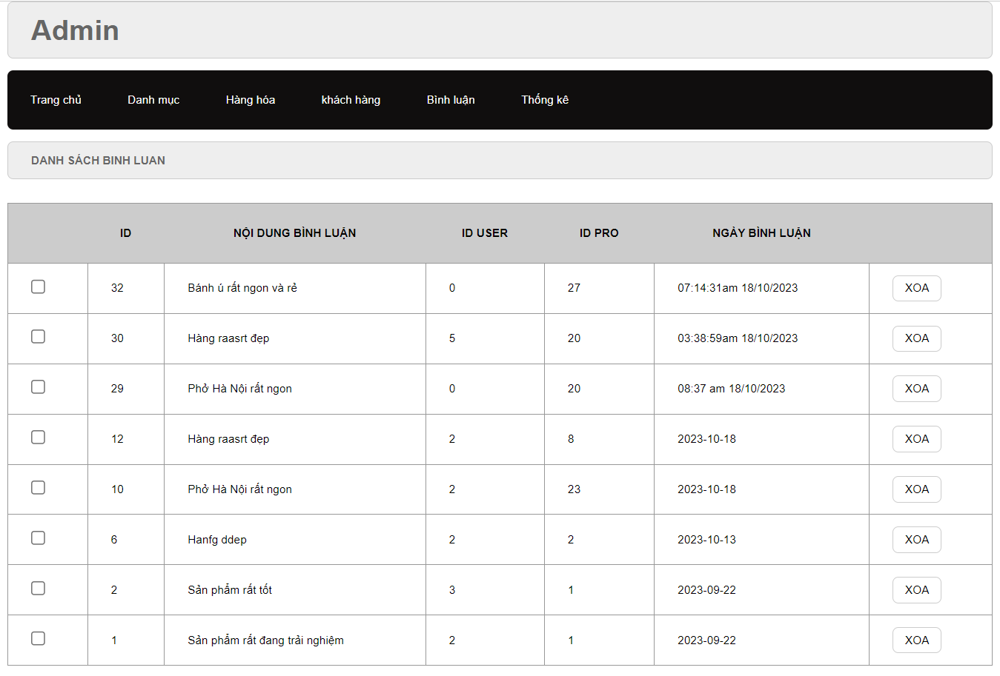 Admin
Trang chủ Danh mục Hàng hóa khách hàng Bình luận Thống kê
DANH SÁCH BINH LUAN
ID NỘI DUNG BÌNH LUẬN ID USER ID PRO NGÀY BÌNH LUẬN
32 Bánh ú rất ngon và rẻ 0 27 07:14:31am 18/10/2023 XOA
30 Hàng raasrt đẹp 5 20 03:38:59am 18/10/2023 XOA
29 Phở Hà Nội rất ngon 0 20 08:37 am 18/10/2023 XOA
12 Hàng raasrt đẹp 2 8 2023-10-18 XOA
10 Phở Hà Nội rất ngon 2 23 2023-10-18 XOA
6 Hanfg ddep 2 2 2023-10-13 XOA
2 Sản phẩm rất tốt 3 1 2023-09-22 XOA
1 Sản phẩm rất đang trải nghiệm 2 1 2023-09-22 XOA